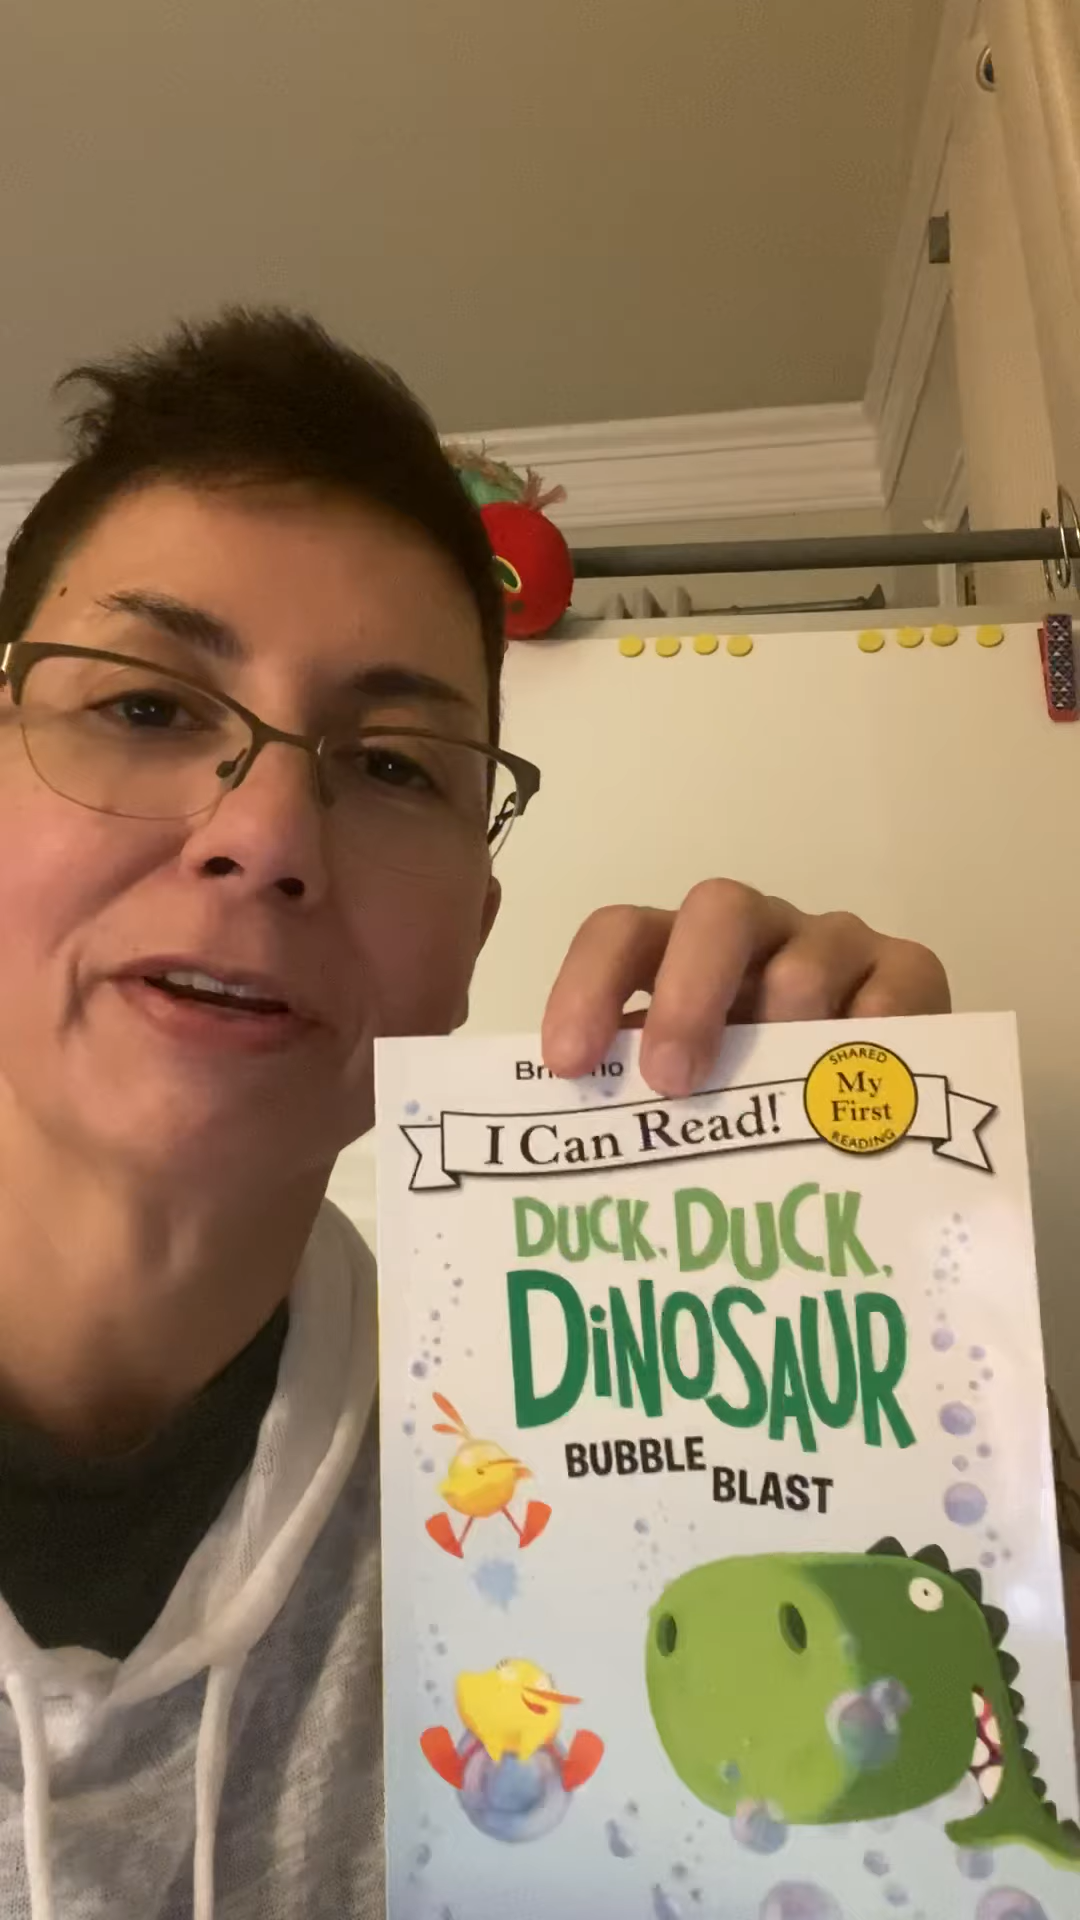 I Can Read!
SHARED
My
First
READING
DUCK, DUCK,
DiNOSAUR
BUBBLE
BLAST